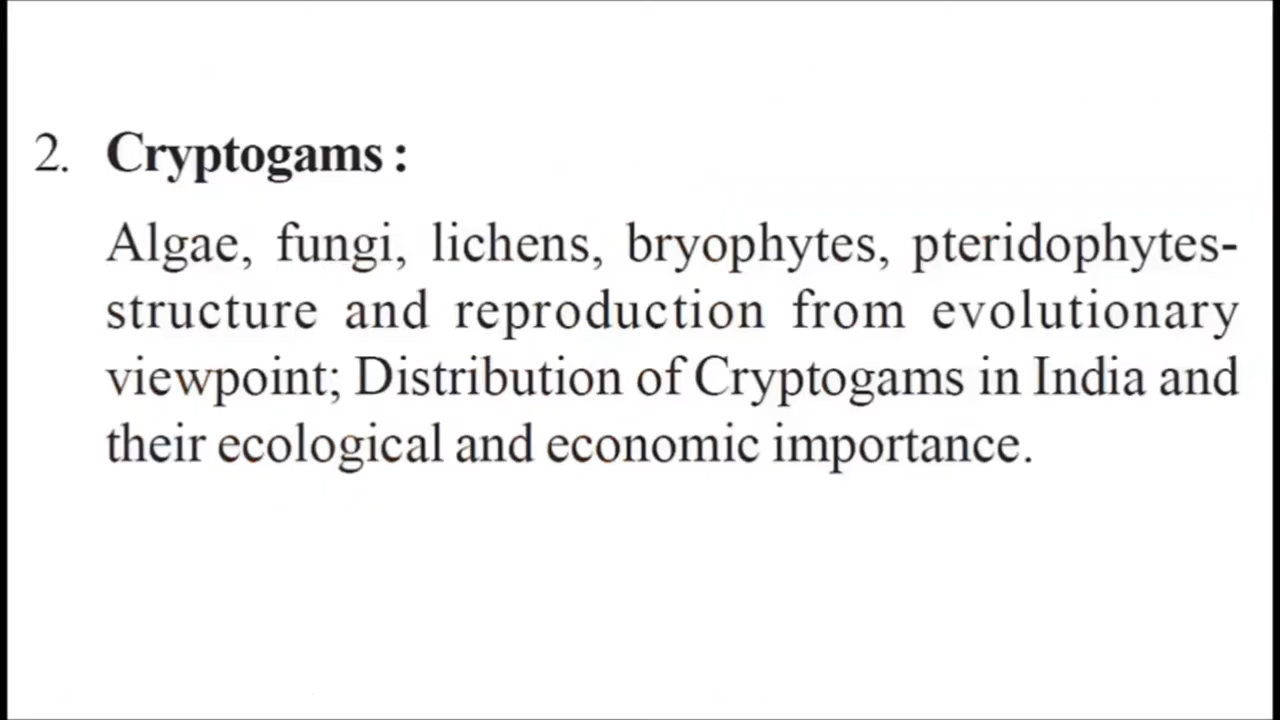 2. Cryptogams :
Algae, fungi, lichens, bryophytes, pteridophytes-
structure and reproduction from evolutionary
viewpoint; Distribution of Cryptogams in India and
their ecological and economic importance.